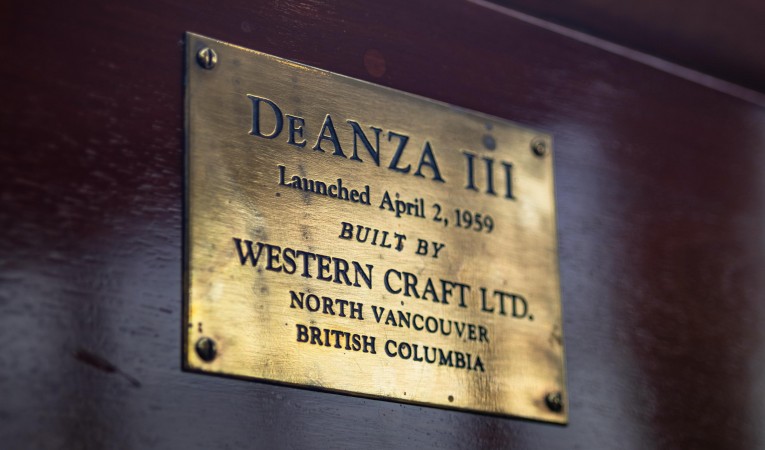 DeANZA III
Launched April 2, 1959
BUILT BY
WESTERN CRAFT LTD.
NORTH VANCOUVER
BRITISH COLUMBIA